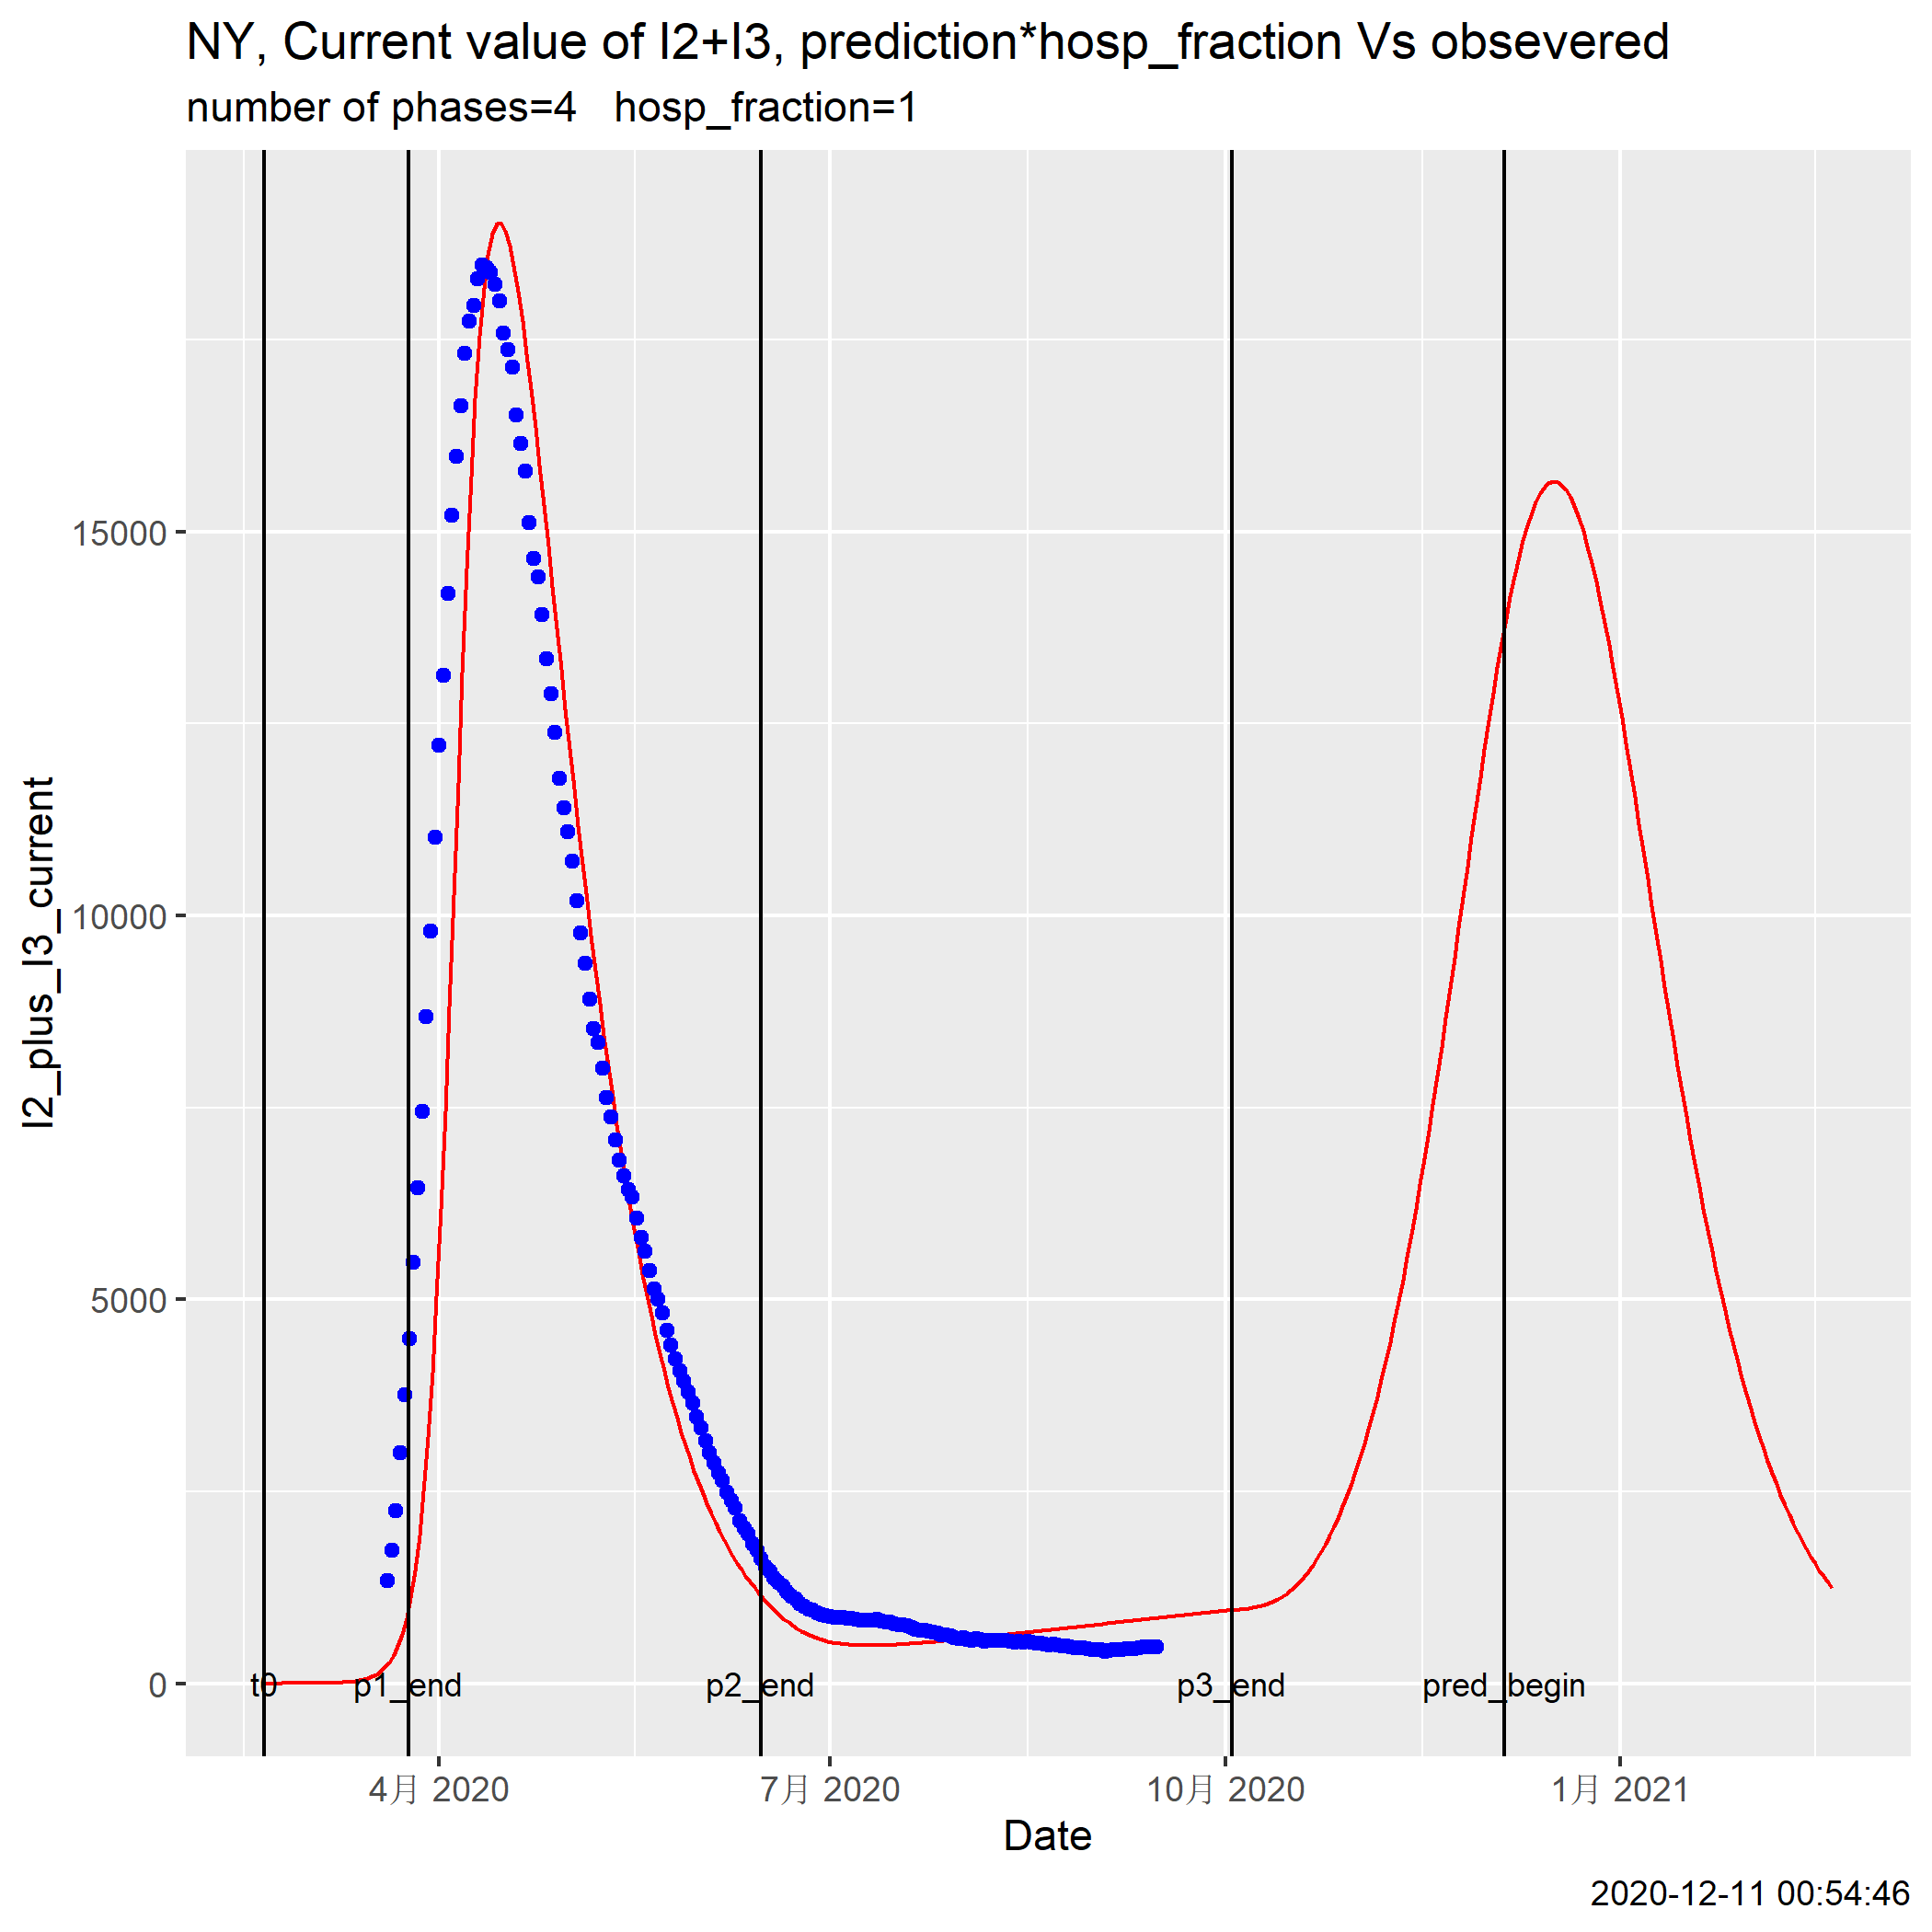 NY, Current value of I2+I3, prediction*hosp_fraction Vs obsevered
number of phases=4   hosp_fraction=1
I2_plus_I3_current
15000
10000
5000
0
t0
p1_end
p2_end
p3_end
pred_begin
4月 2020
7月 2020
10月 2020
1月 2021
Date
2020-12-11 00:54:46